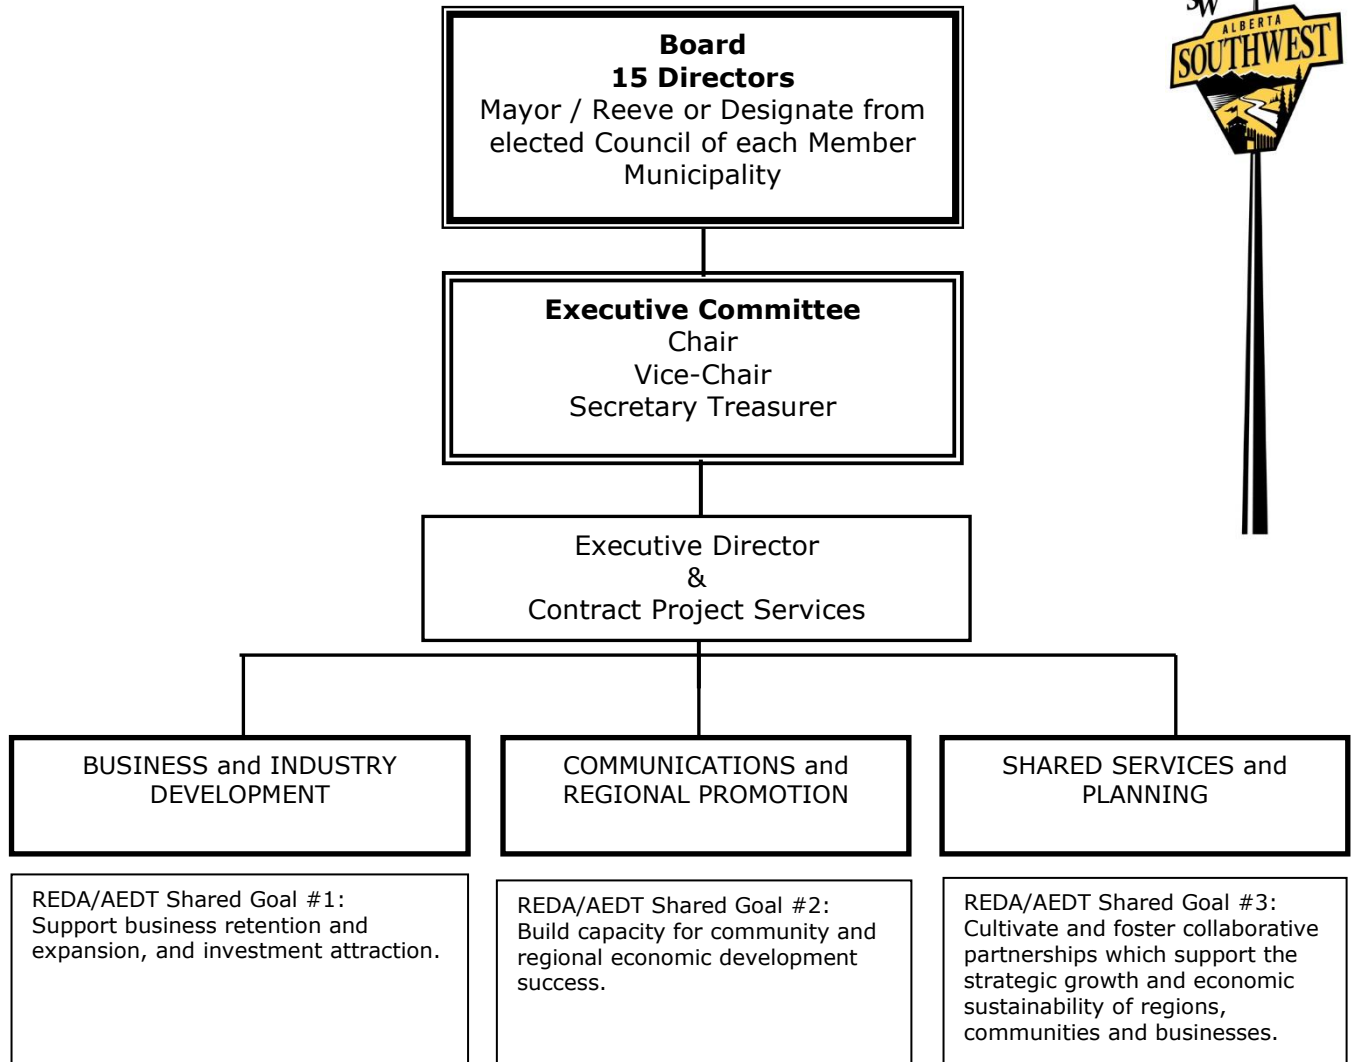 SW
ALBERTA
SOUTHWEST
Board
15 Directors
Mayor / Reeve or Designate from
elected Council of each Member
Municipality
Executive Committee
Chair
Vice-Chair
Secretary Treasurer
Executive Director
&
Contract Project Services
BUSINESS and INDUSTRY
DEVELOPMENT
COMMUNICATIONS and
REGIONAL PROMOTION
SHARED SERVICES and
PLANNING
REDA/AEDT Shared Goal #1:
Support business retention and
expansion, and investment attraction.
REDA/AEDT Shared Goal #2:
Build capacity for community and
regional economic development
success.
REDA/AEDT Shared Goal #3:
Cultivate and foster collaborative
partnerships which support the
strategic growth and economic
sustainability of regions,
communities and businesses.